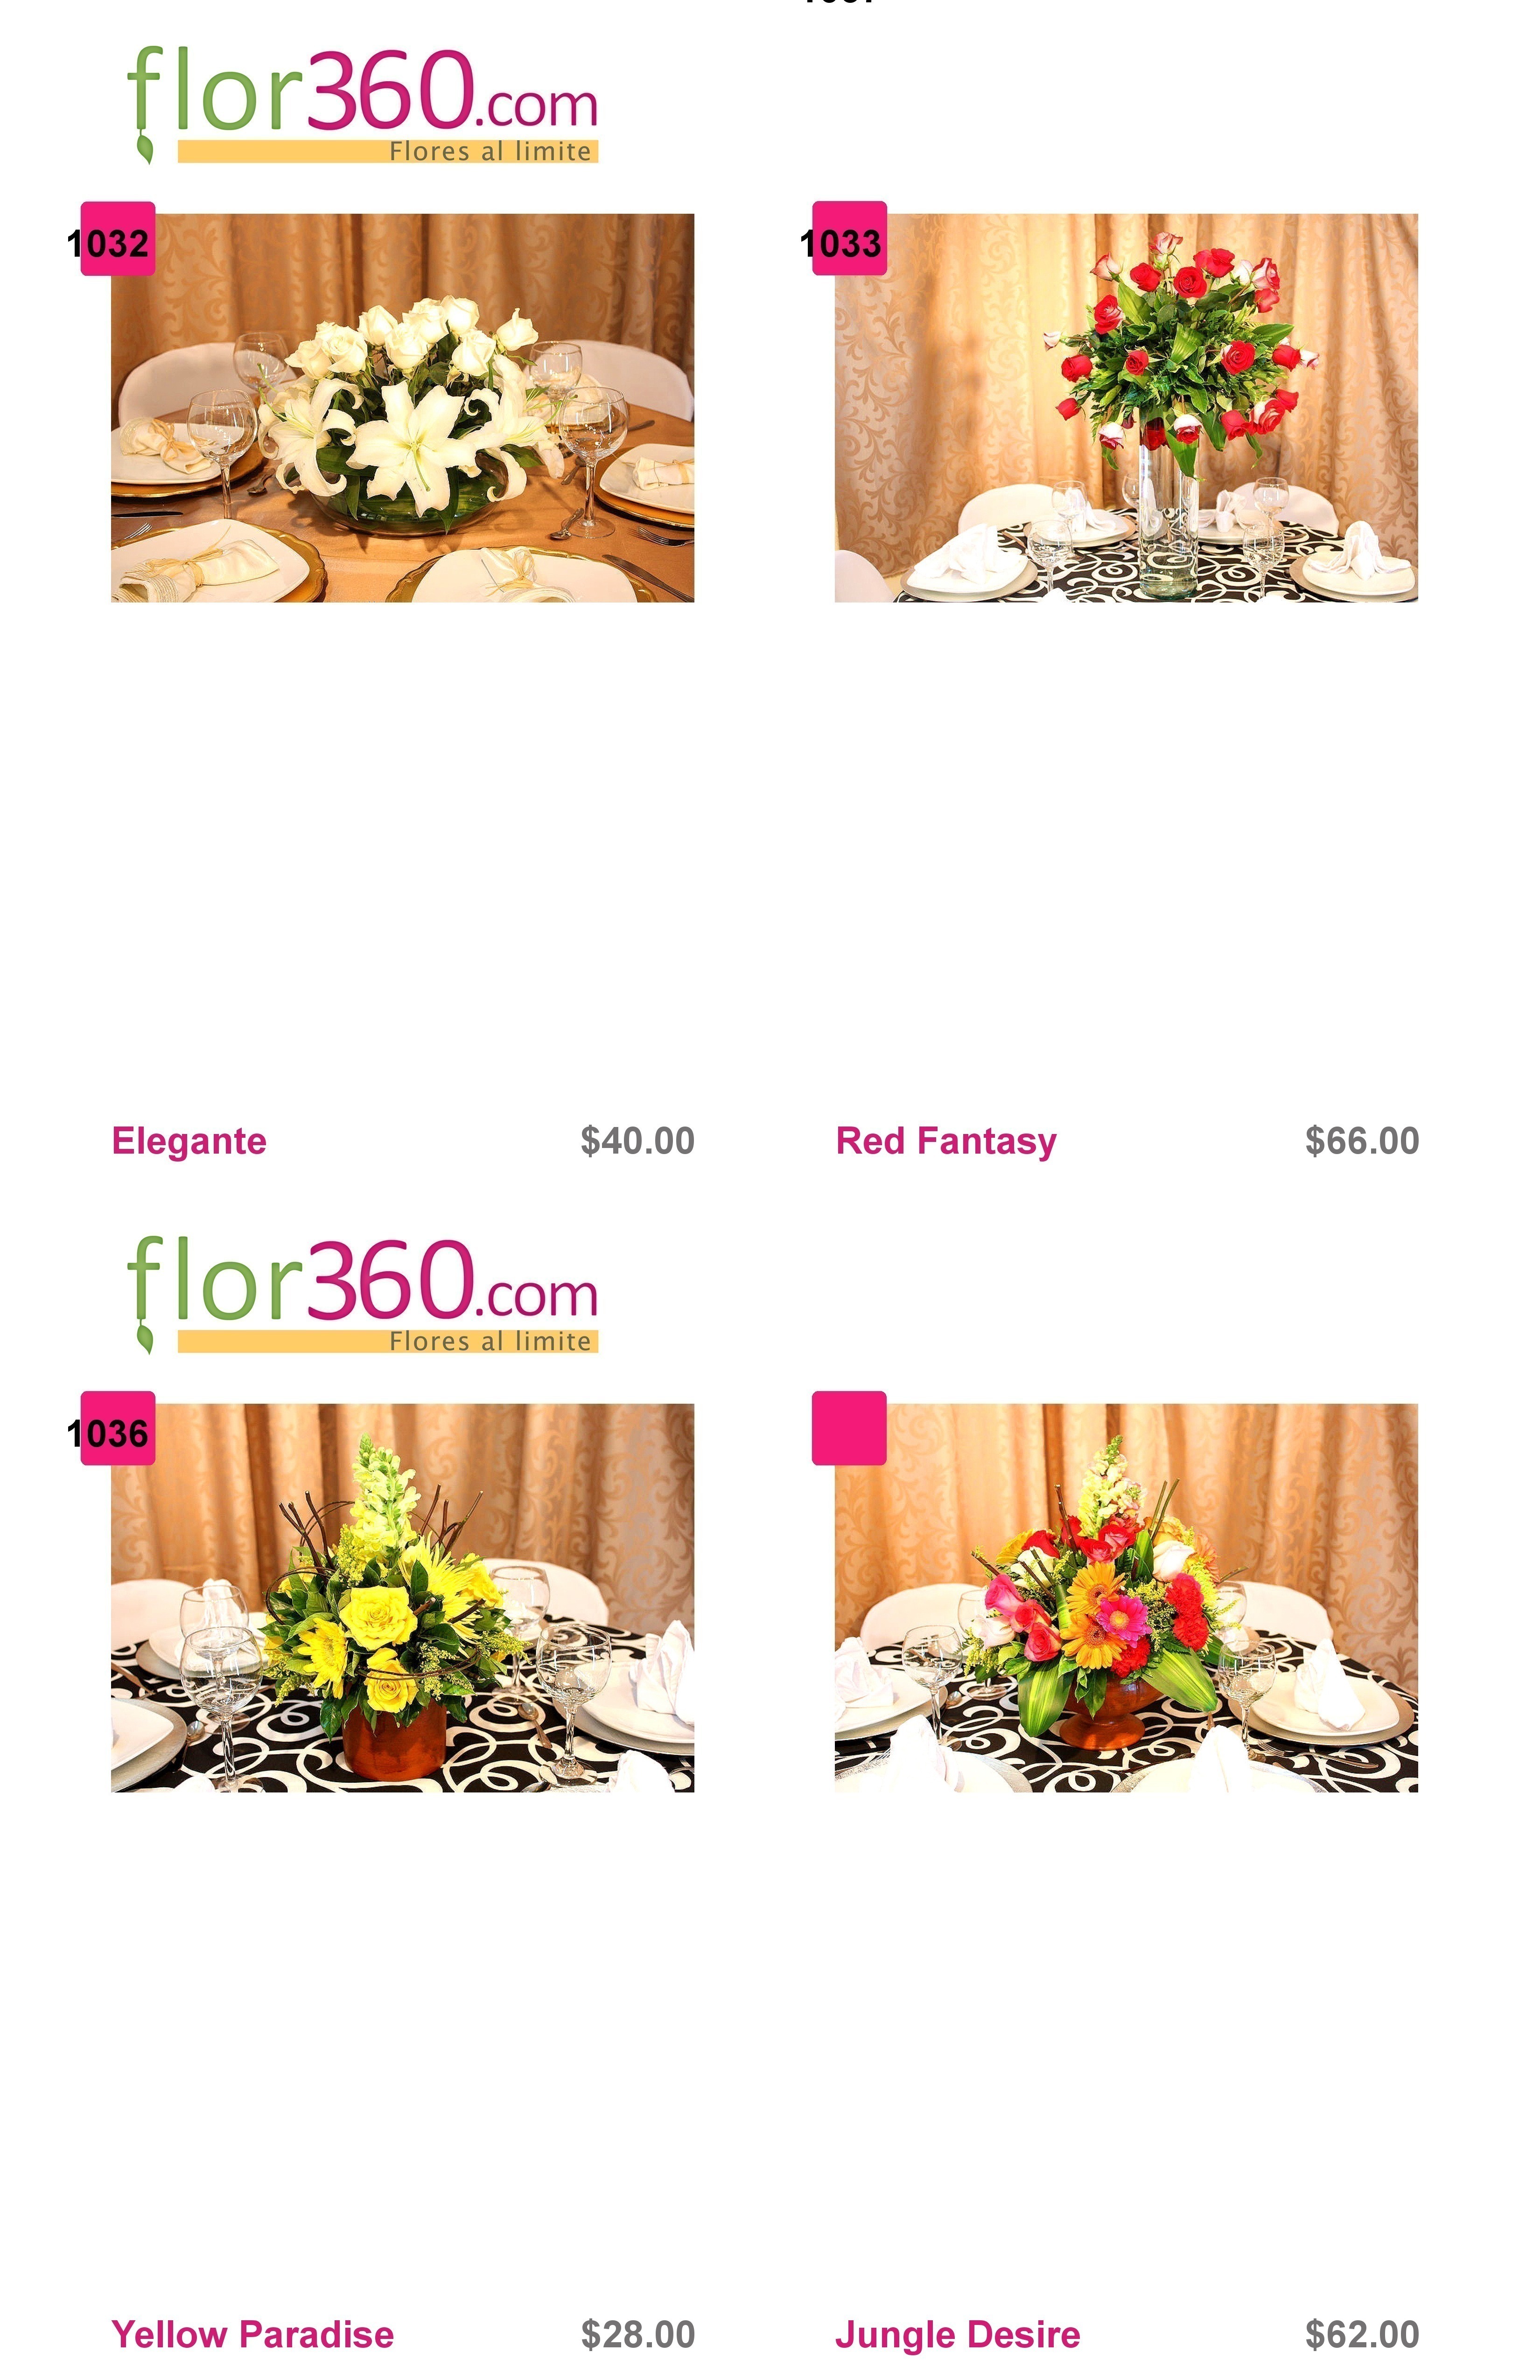 flor360.com
Flores al limite
1032
1033
Elegante $40.00
Red Fantasy $66.00
flor360.com
Flores al limite
1036
Yellow Paradise $28.00
Jungle Desire $62.00